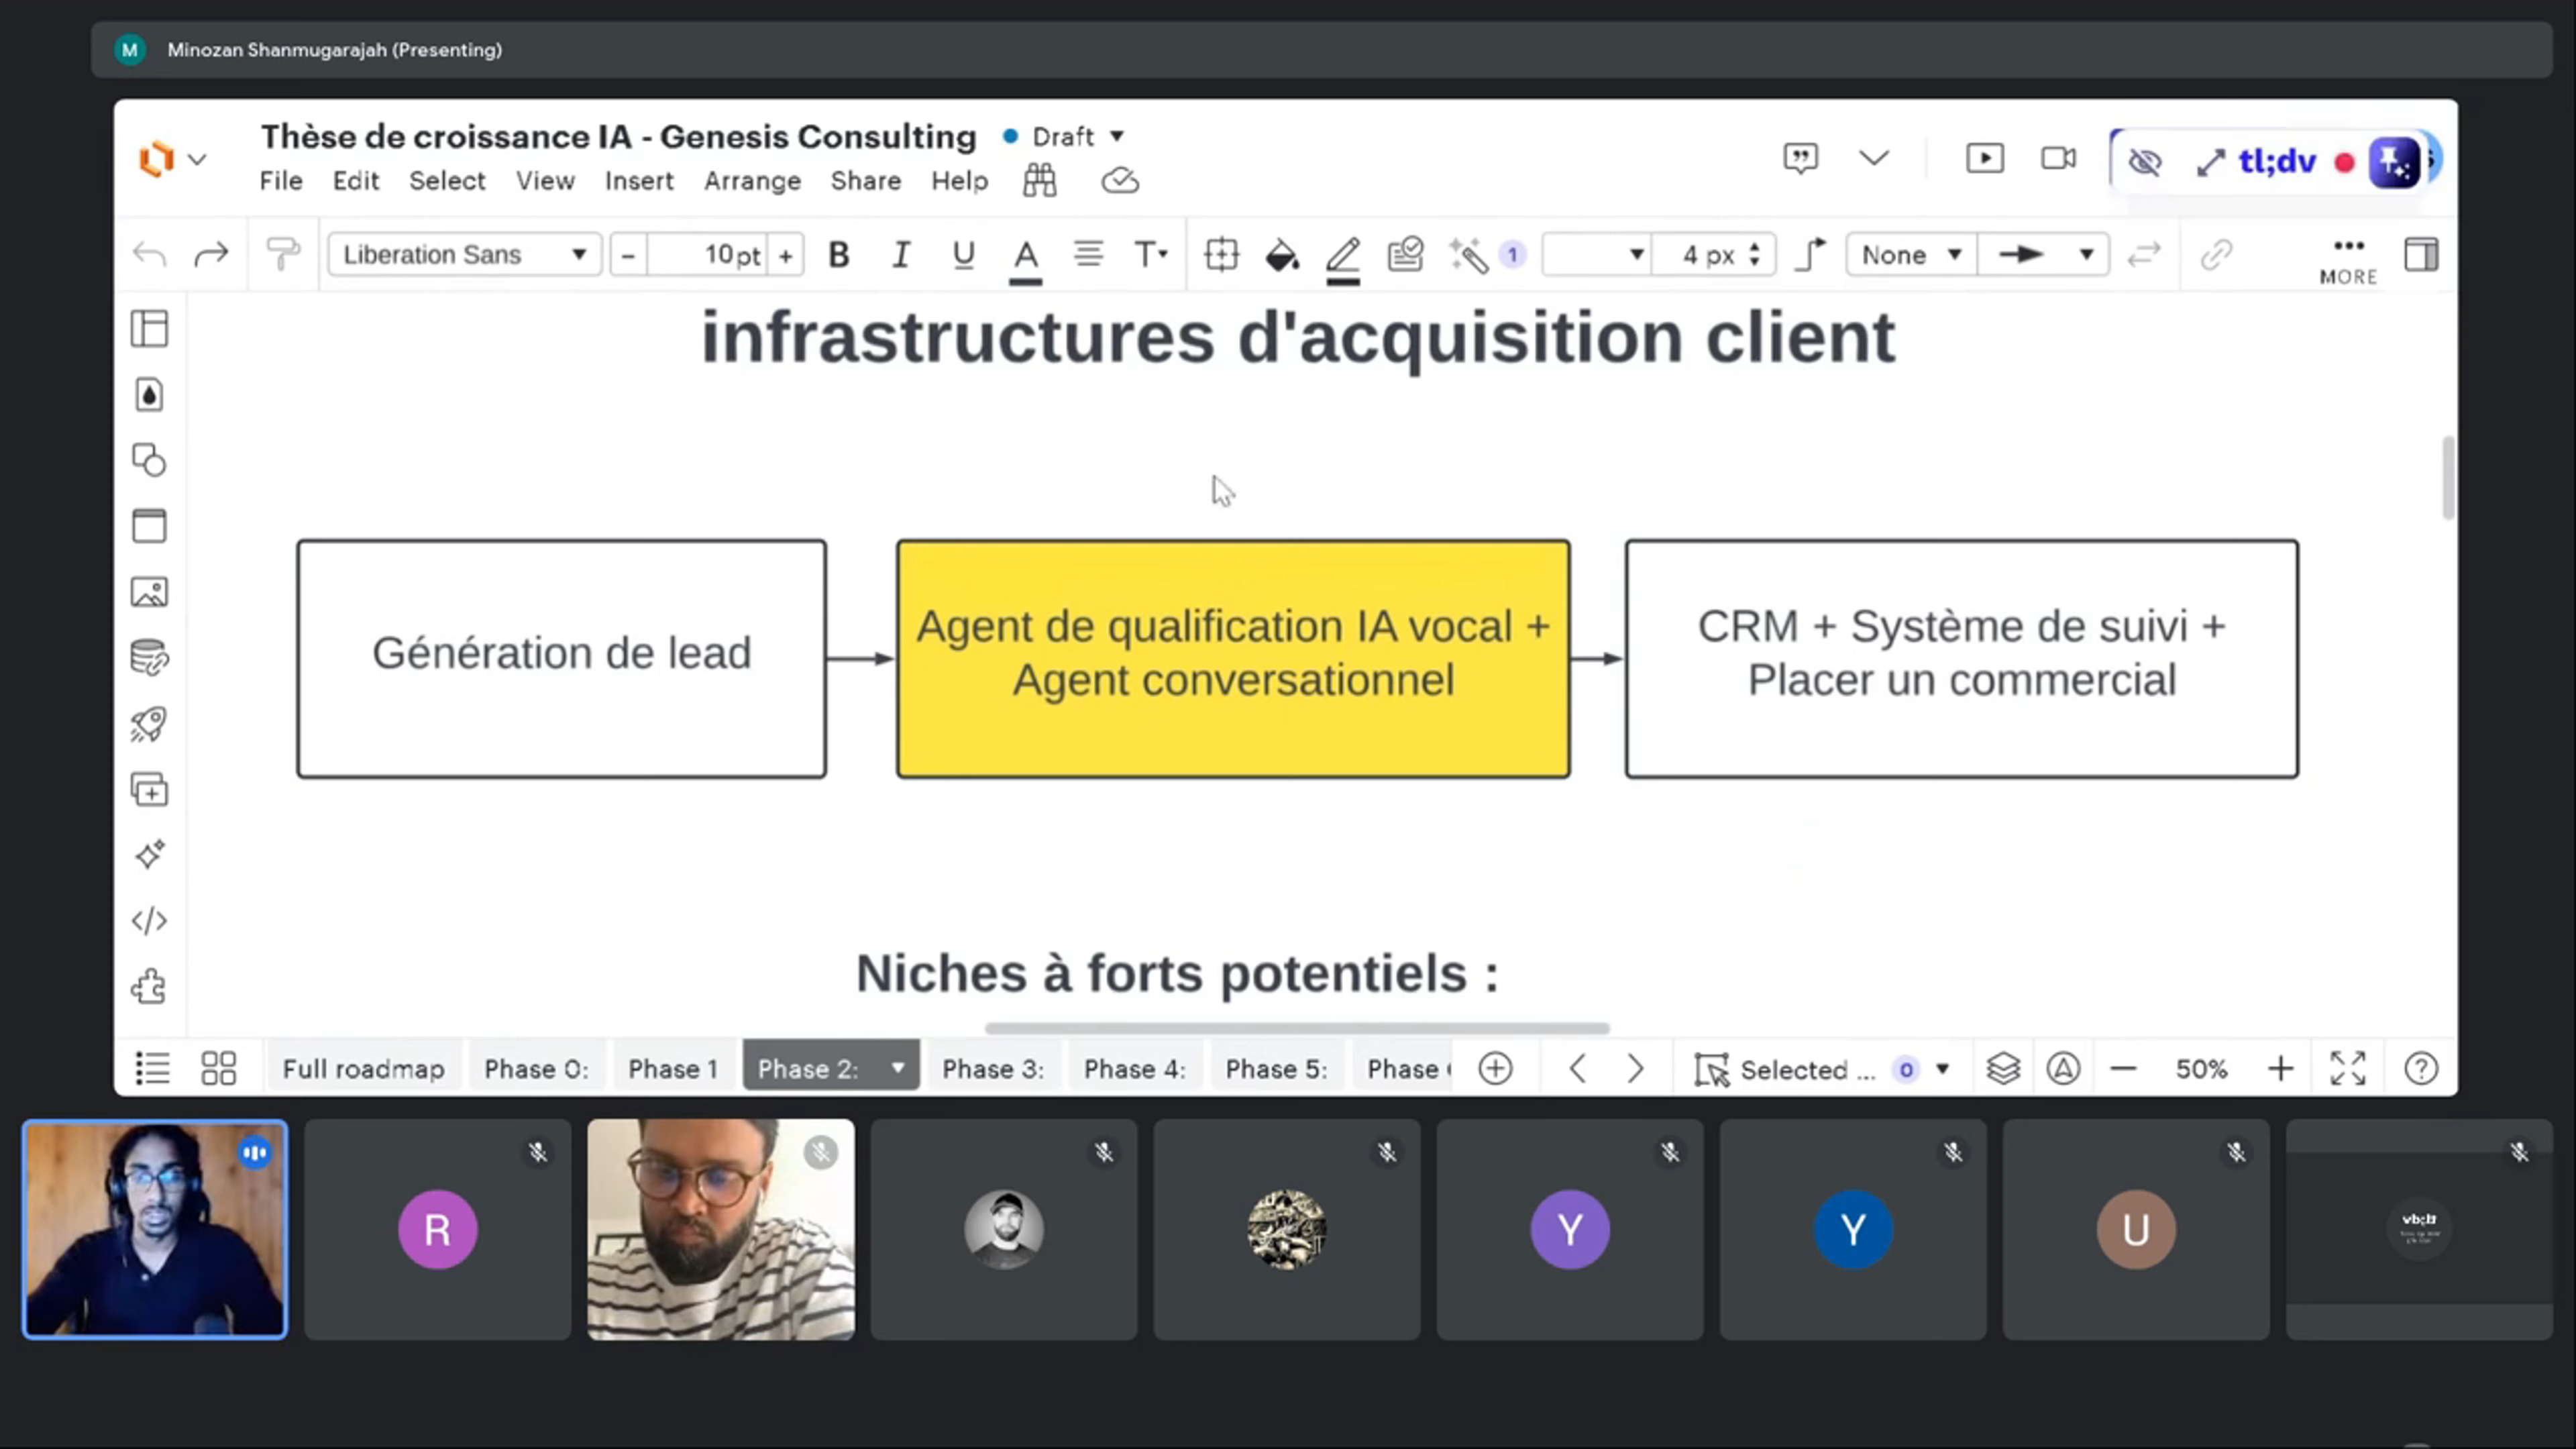 M Minozan Shanmugarajah (Presenting)
Thèse de croissance IA - Genesis Consulting Draft
File Edit Select View Insert Arrange Share Help
tl;dv
Liberation Sans 10pt B I U A T 1 4 px None MORE
infrastructures d'acquisition client
Génération de lead
Agent de qualification IA vocal +
Agent conversationnel
CRM + Système de suivi +
Placer un commercial
Niches à forts potentiels :
Full roadmap Phase 0: Phase 1 Phase 2: Phase 3: Phase 4: Phase 5: Phase Selected ... 0 50%
R Y Y U